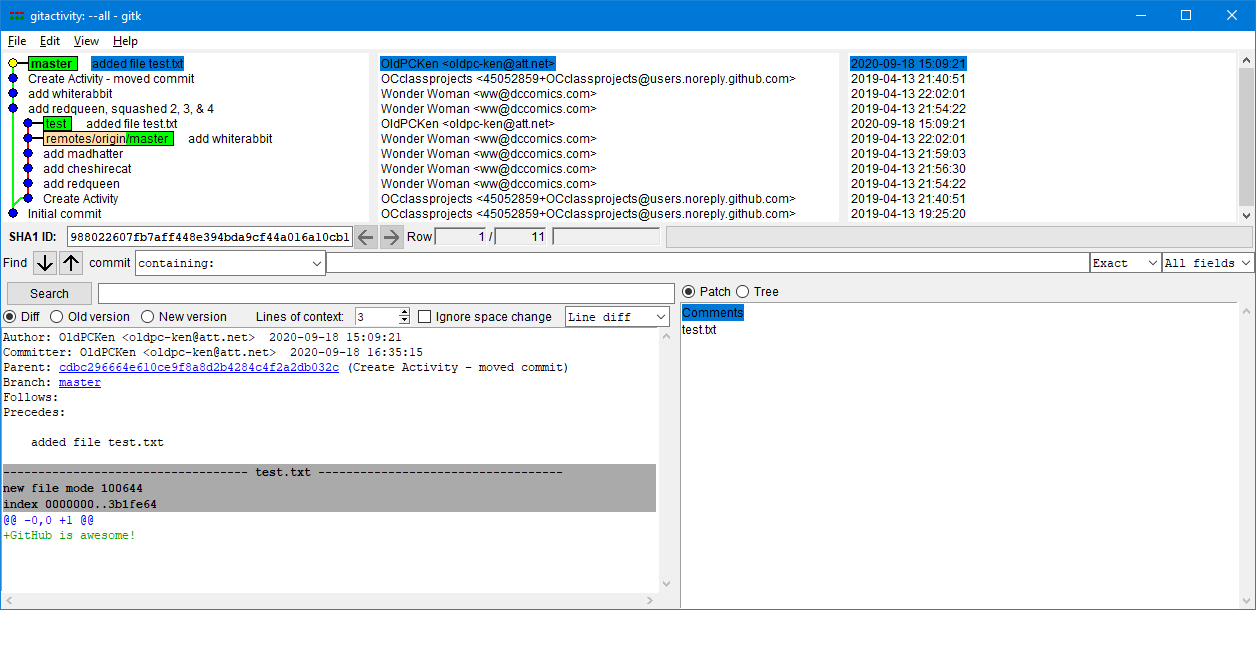 gitactivity: --all - gitk
File Edit View Help
master added file test.txt OldPCKen <oldpc-ken@att.net> 2020-09-18 15:09:21
Create Activity - moved commit OCclassprojects <45052859+OCclassprojects@users.noreply.github.com> 2019-04-13 21:40:51
add whiterabbit Wonder Woman <ww@dccomics.com> 2019-04-13 22:02:01
add redqueen, squashed 2, 3, & 4 Wonder Woman <ww@dccomics.com> 2019-04-13 21:54:22
test added file test.txt OldPCKen <oldpc-ken@att.net> 2020-09-18 15:09:21
remotes/origin/master add whiterabbit Wonder Woman <ww@dccomics.com> 2019-04-13 22:02:01
add madhatter Wonder Woman <ww@dccomics.com> 2019-04-13 21:59:03
add cheshirecat Wonder Woman <ww@dccomics.com> 2019-04-13 21:56:30
add redqueen Wonder Woman <ww@dccomics.com> 2019-04-13 21:54:22
Create Activity OCclassprojects <45052859+OCclassprojects@users.noreply.github.com> 2019-04-13 21:40:51
Initial commit OCclassprojects <45052859+OCclassprojects@users.noreply.github.com> 2019-04-13 19:25:20
SHA1 ID: 988022607fb7aff448e394bda9cf44a016a10cb1 Row 1 / 11
Find commit containing: Exact All fields
Search Patch Tree
Diff Old version New version Lines of context: 3 Ignore space change Line diff
Comments
test.txt
Author: OldPCKen <oldpc-ken@att.net> 2020-09-18 15:09:21
Committer: OldPCKen <oldpc-ken@att.net> 2020-09-18 16:35:15
Parent: cdbc296664e610ce9f8a8d2b4284c4f2a2db032c (Create Activity - moved commit)
Branch: master
Follows:
Precedes:
added file test.txt
----------------------------------- test.txt -----------------------------------
new file mode 100644
index 0000000..3b1fe64
@@ -0,0 +1 @@
+GitHub is awesome!